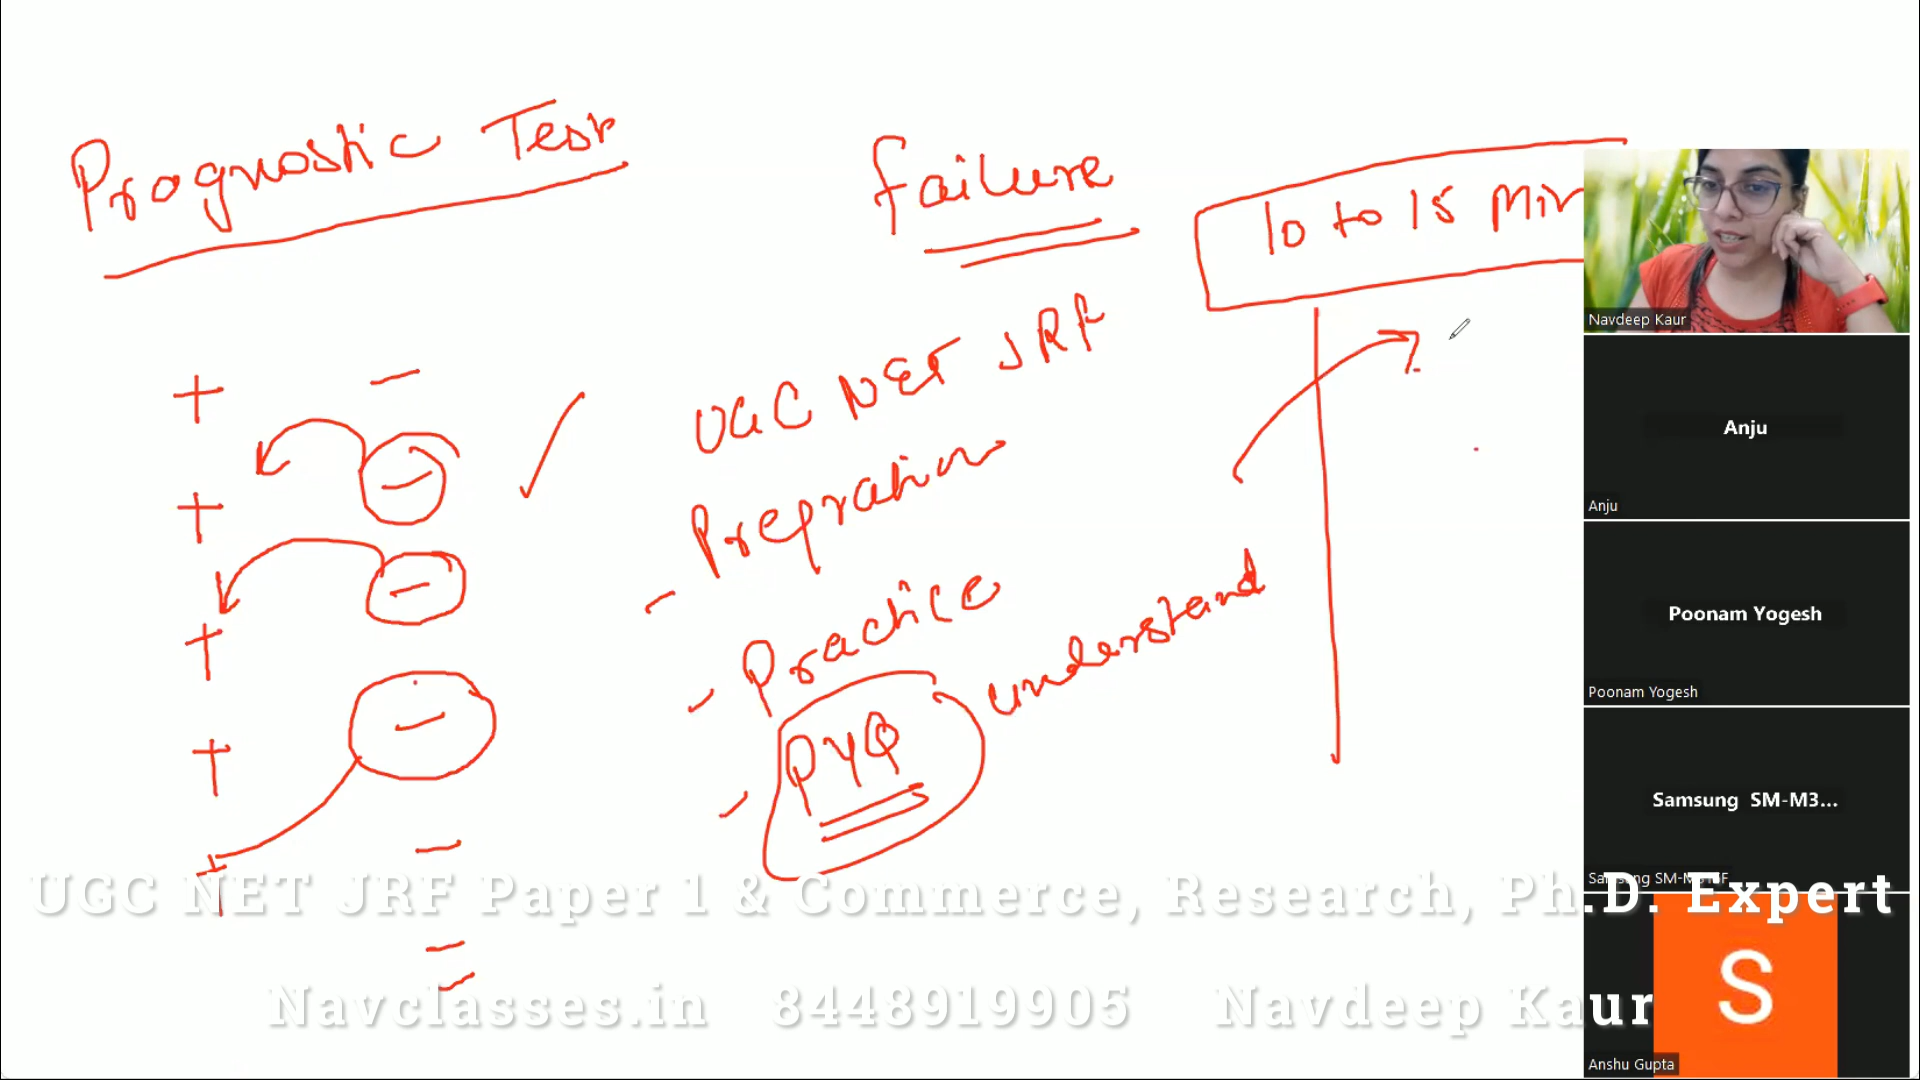 Prognostic Test
failure
10 to 15 Min
UGC NET JRF
Prepration
- Practice
- PYQ
understand
Navdeep Kaur
Anju
Anju
Poonam Yogesh
Poonam Yogesh
Samsung SM-M3...
UGC NET JRF Paper 1 & Commerce, Research, Ph.D. Expert
Navclasses.in 8448919905 Navdeep Kaur
S
Anshu Gupta